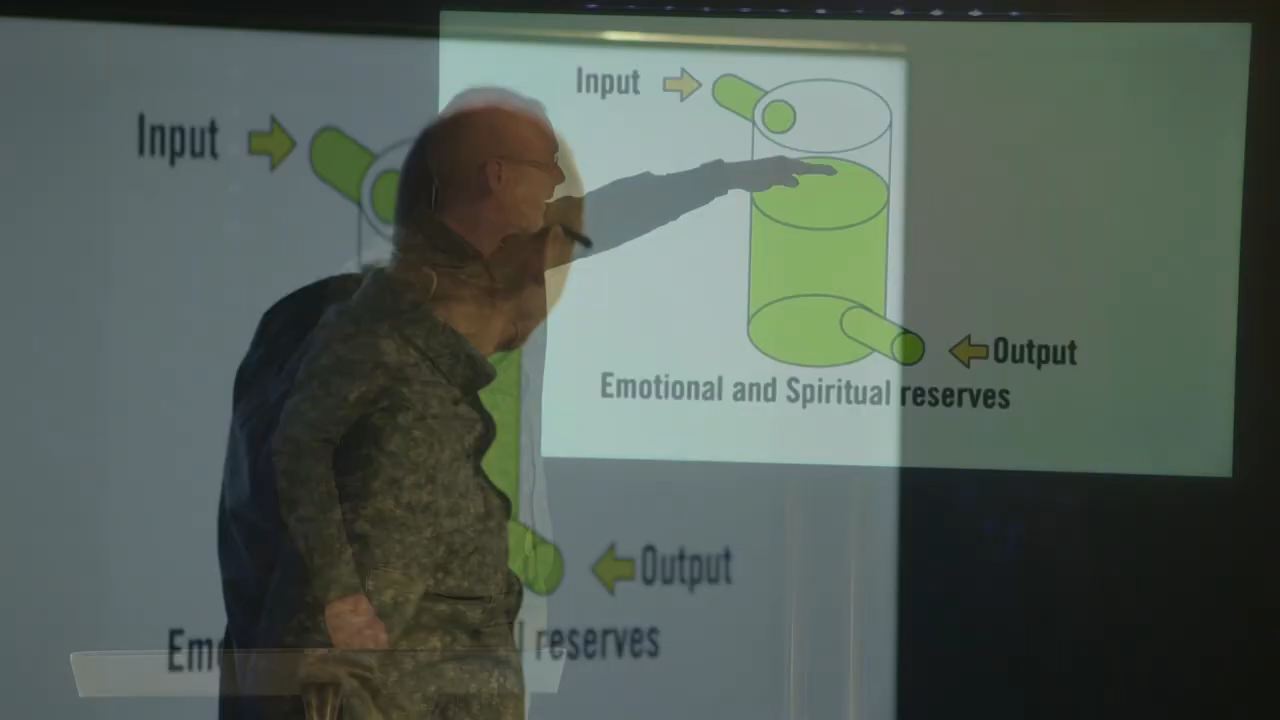 Input
Output
Emotional and Spiritual reserves
Input
Output
reserves